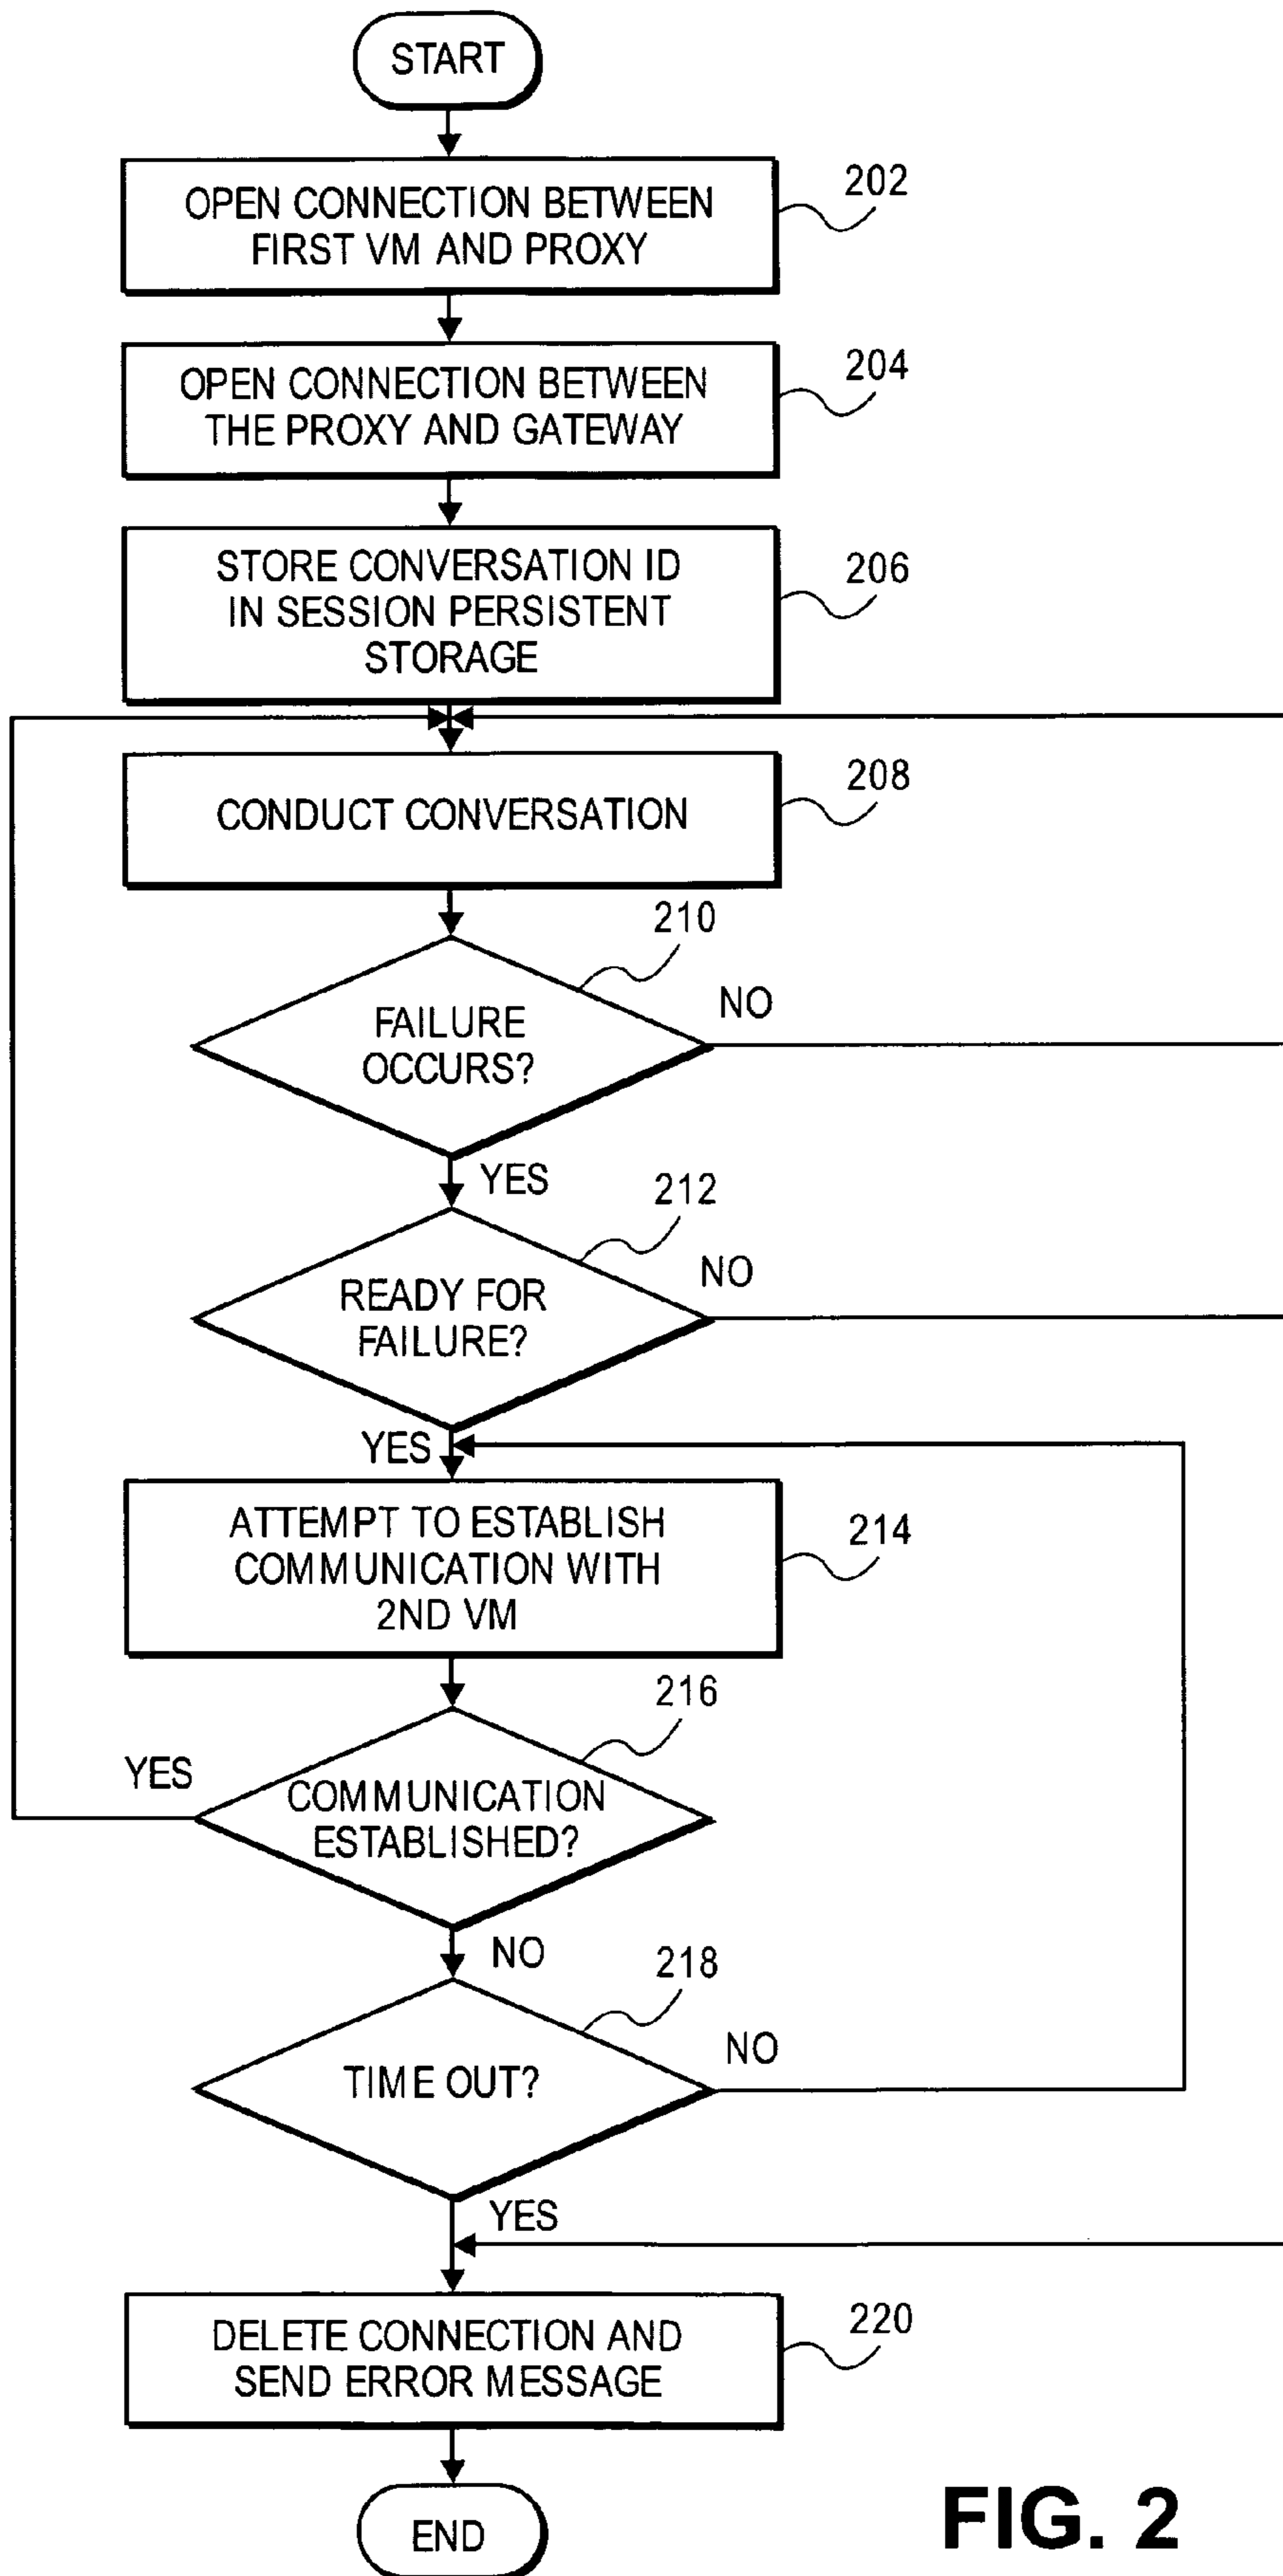 START
OPEN CONNECTION BETWEEN
FIRST VM AND PROXY
202
OPEN CONNECTION BETWEEN
THE PROXY AND GATEWAY
204
STORE CONVERSATION ID
IN SESSION PERSISTENT
STORAGE
206
CONDUCT CONVERSATION
208
210
FAILURE
OCCURS?
NO
YES
212
READY FOR
FAILURE?
NO
YES
ATTEMPT TO ESTABLISH
COMMUNICATION WITH
2ND VM
214
216
YES
COMMUNICATION
ESTABLISHED?
NO
218
TIME OUT?
NO
YES
DELETE CONNECTION AND
SEND ERROR MESSAGE
220
END
FIG. 2